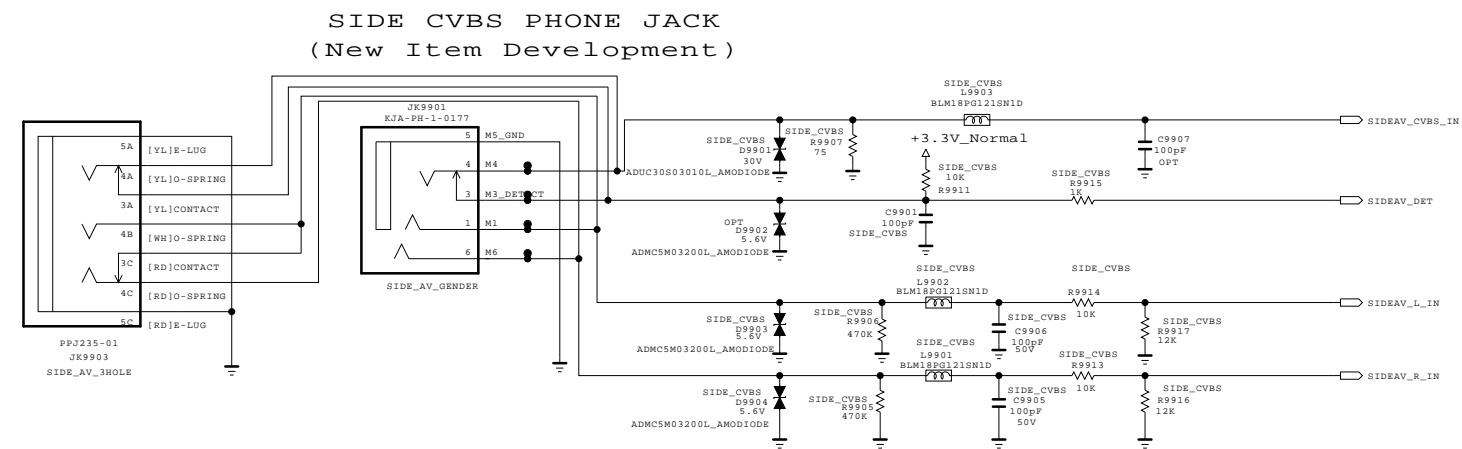 SIDE CVBS PHONE JACK
(New Item Development)
JK9901
KJA-PH-1-0177
5 M5_GND
4 M4
3 M3_DETECT
1 M1
6 M6
SIDE_AV_GENDER
5A [YL]E-LUG
4A [YL]O-SPRING
3A [YL]CONTACT
4B [WH]O-SPRING
3C [RD]CONTACT
4C [RD]O-SPRING
5C [RD]E-LUG
PPJ235-01
JK9903
SIDE_AV_3HOLE
SIDE_CVBS
D9901
30V
ADUC30S03010L_AMODIODE
SIDE_CVBS
R9907
75
SIDE_CVBS
L9903
BLM18PG121SN1D
+3.3V_Normal
SIDE_CVBS
10K
R9911
C9907
100pF
OPT
SIDEAV_CVBS_IN
OPT
D9902
5.6V
ADMC5M03200L_AMODIODE
C9901
100pF
SIDE_CVBS
SIDE_CVBS
R9915
1K
SIDEAV_DET
SIDE_CVBS
D9903
5.6V
ADMC5M03200L_AMODIODE
SIDE_CVBS
R9906
470K
SIDE_CVBS
L9902
BLM18PG121SN1D
SIDE_CVBS
C9906
100pF
50V
SIDE_CVBS
R9914
10K
SIDE_CVBS
R9917
12K
SIDEAV_L_IN
SIDE_CVBS
D9904
5.6V
ADMC5M03200L_AMODIODE
SIDE_CVBS
R9905
470K
SIDE_CVBS
L9901
BLM18PG121SN1D
SIDE_CVBS
C9905
100pF
50V
SIDE_CVBS
R9913
10K
SIDE_CVBS
R9916
12K
SIDEAV_R_IN